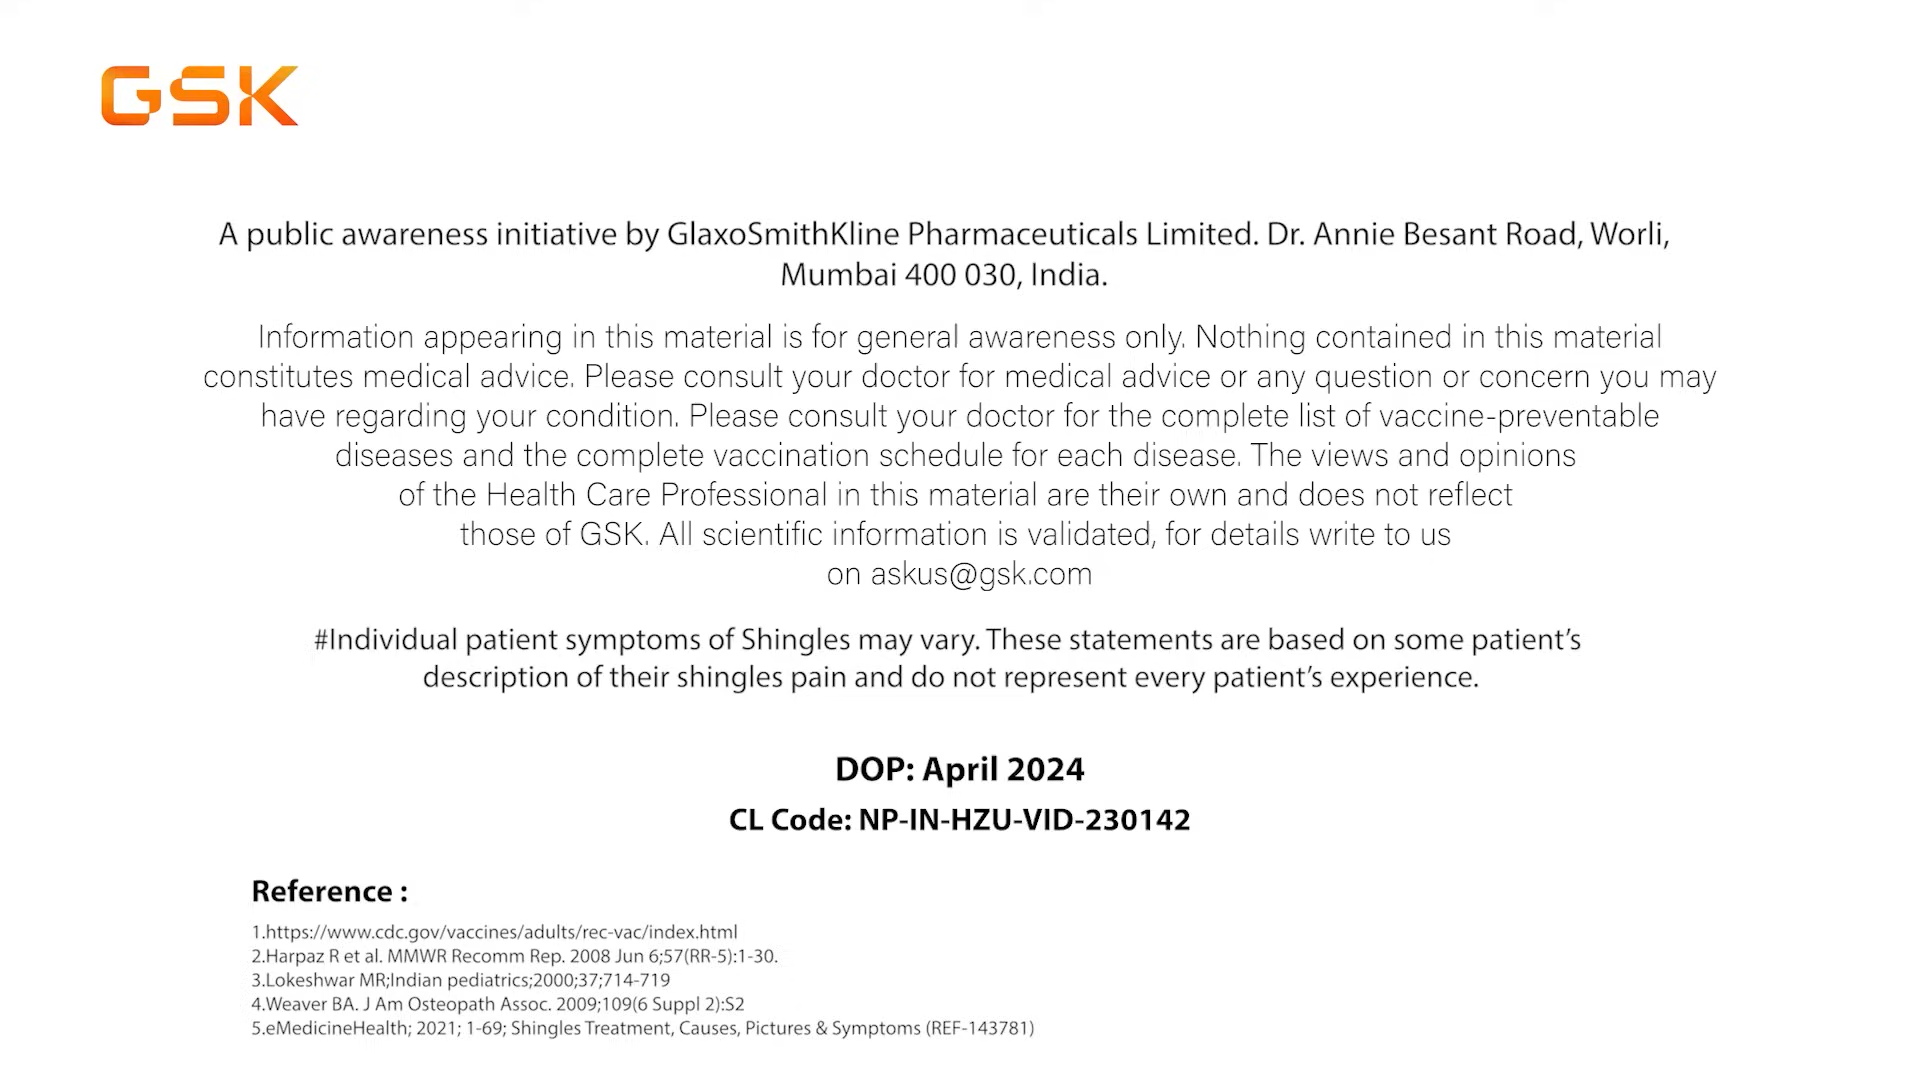 GSK
A public awareness initiative by GlaxoSmithKline Pharmaceuticals Limited. Dr. Annie Besant Road, Worli,
Mumbai 400 030, India.
Information appearing in this material is for general awareness only. Nothing contained in this material
constitutes medical advice. Please consult your doctor for medical advice or any question or concern you may
have regarding your condition. Please consult your doctor for the complete list of vaccine-preventable
diseases and the complete vaccination schedule for each disease. The views and opinions
of the Health Care Professional in this material are their own and does not reflect
those of GSK. All scientific information is validated, for details write to us
on askus@gsk.com
#Individual patient symptoms of Shingles may vary. These statements are based on some patient’s
description of their shingles pain and do not represent every patient’s experience.
DOP: April 2024
CL Code: NP-IN-HZU-VID-230142
Reference :
1.https://www.cdc.gov/vaccines/adults/rec-vac/index.html
2.Harpaz R et al. MMWR Recomm Rep. 2008 Jun 6;57(RR-5):1-30.
3.Lokeshwar MR;Indian pediatrics;2000;37;714-719
4.Weaver BA. J Am Osteopath Assoc. 2009;109(6 Suppl 2):S2
5.eMedicineHealth; 2021; 1-69; Shingles Treatment, Causes, Pictures & Symptoms (REF-143781)